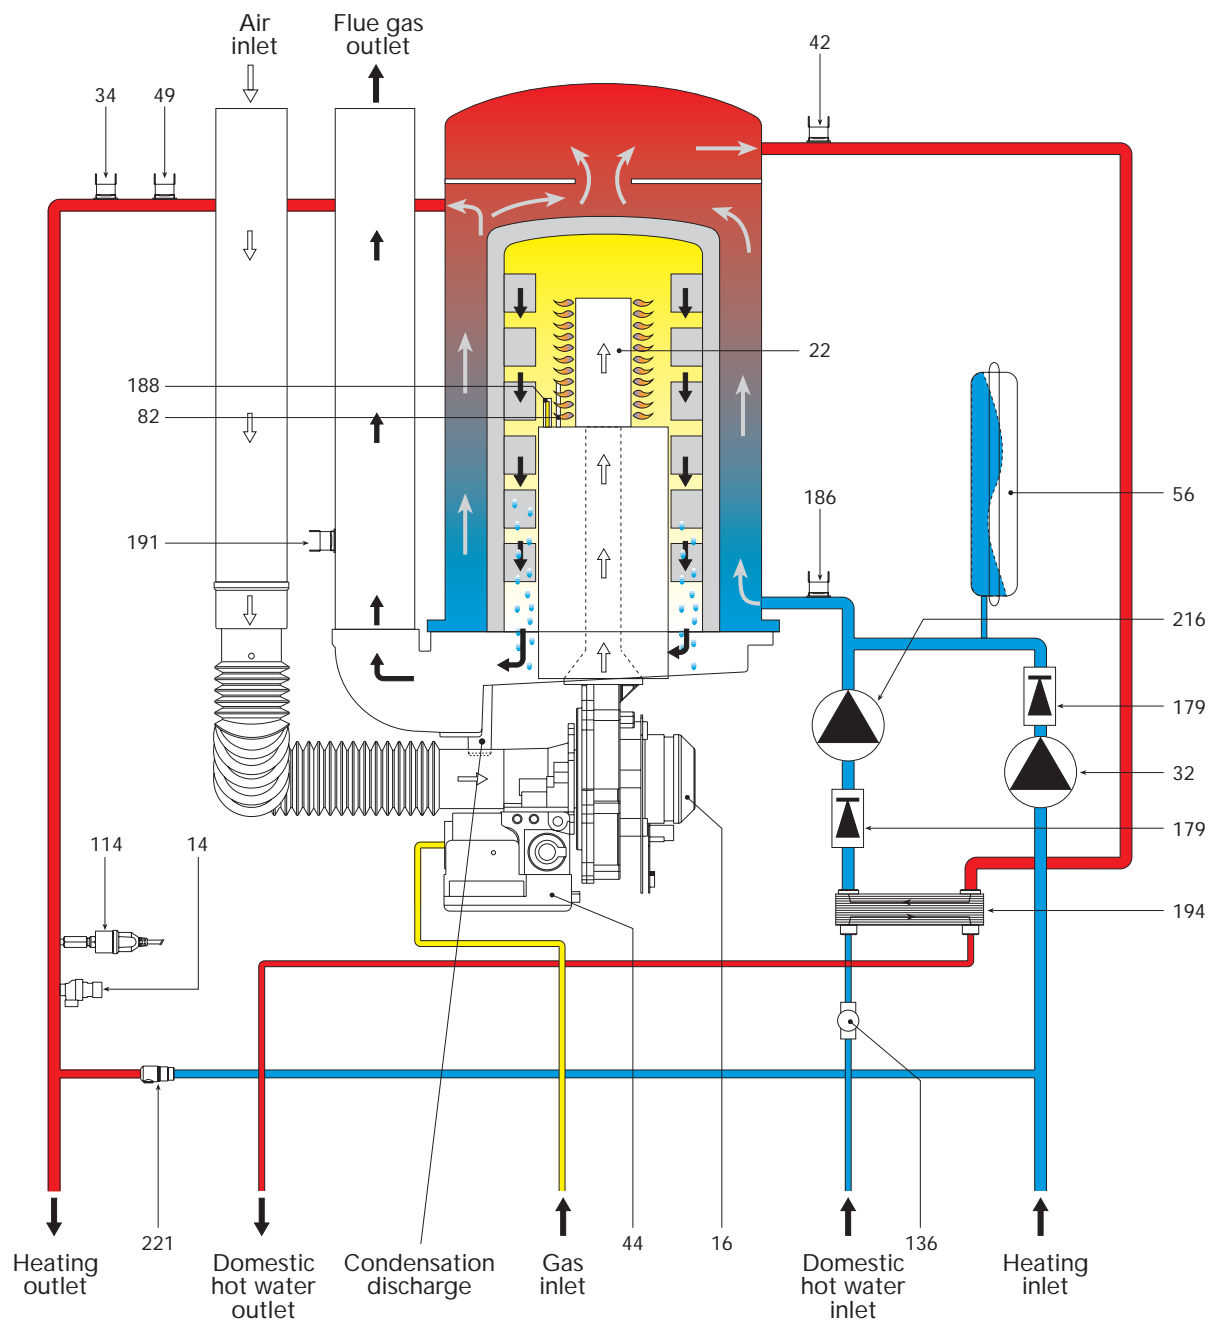 Air
inlet
Flue gas
outlet
42
34
49
22
188
82
56
186
191
216
179
32
179
114
14
194
221
44
16
136
Heating
outlet
Domestic
hot water
outlet
Condensation
discharge
Gas
inlet
Domestic
hot water
inlet
Heating
inlet